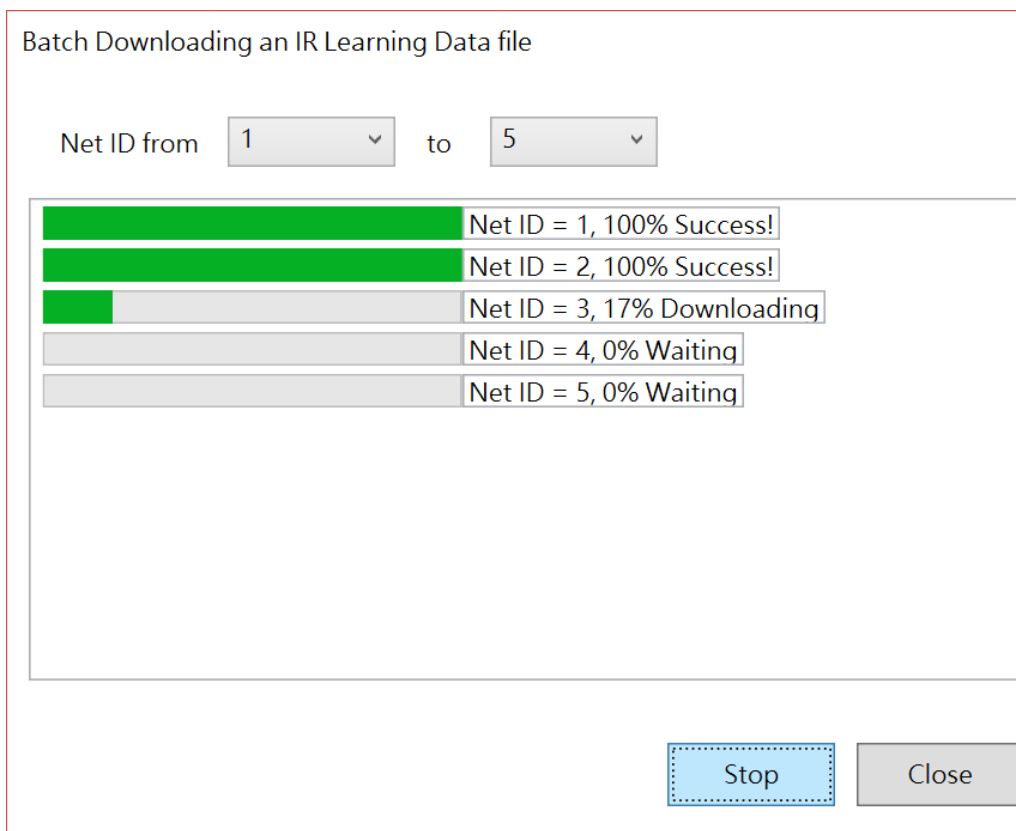 Batch Downloading an IR Learning Data file
Net ID from 1 to 5
Net ID = 1, 100% Success!
Net ID = 2, 100% Success!
Net ID = 3, 17% Downloading
Net ID = 4, 0% Waiting
Net ID = 5, 0% Waiting
Stop Close